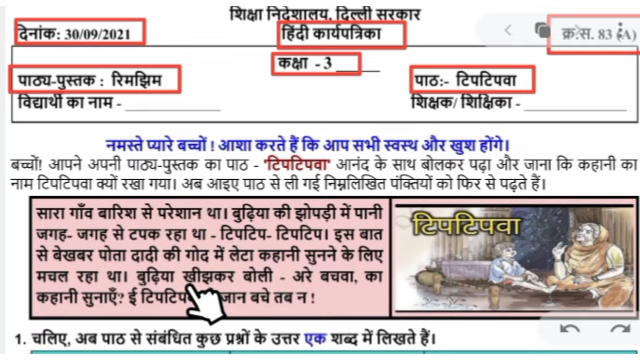 शिक्षा निदेशालय, दिल्ली सरकार
दिनांक: 30/09/2021 हिंदी कार्यपत्रिका क्र.स. 83 (A)
कक्षा - 3
पाठ्य-पुस्तक : रिमझिम पाठ:- टिपटिपवा
विद्यार्थी का नाम - शिक्षक/ शिक्षिका -
नमस्ते प्यारे बच्चों ! आशा करते हैं कि आप सभी स्वस्थ और खुश होंगे।
बच्चों! आपने अपनी पाठ्य-पुस्तक का पाठ - 'टिपटिपवा' आनंद के साथ बोलकर पढ़ा और जाना कि कहानी का
नाम टिपटिपवा क्यों रखा गया। अब आइए पाठ से ली गई निम्नलिखित पंक्तियों को फिर से पढ़ते हैं।
सारा गाँव बारिश से परेशान था। बुढ़िया की झोपड़ी में पानी
जगह- जगह से टपक रहा था - टिपटिप- टिपटिप। इस बात
से बेखबर पोता दादी की गोद में लेटा कहानी सुनने के लिए
मचल रहा था। बुढ़िया खीझकर बोली - अरे बचवा, का
कहानी सुनाएँ? ई टिपटिप जान बचे तब न !
टिपटिपवा
1. चलिए, अब पाठ से संबंधित कुछ प्रश्नों के उत्तर एक शब्द में लिखते हैं।